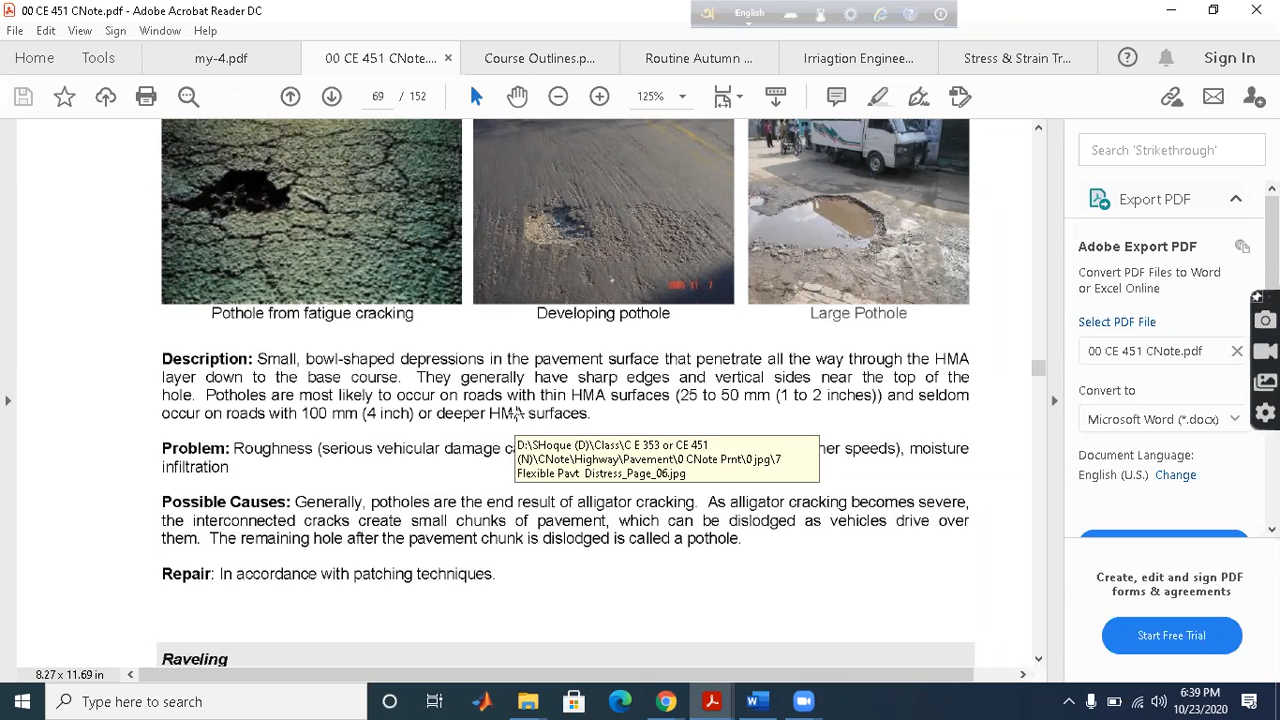 00 CE 451 CNote.pdf - Adobe Acrobat Reader DC
English
File Edit View Sign Window Help
Home Tools my-4.pdf 00 CE 451 CNote.... × Course Outlines.p... Routine Autumn ... Irriagtion Enginee... Stress & Strain Tr... Sign In
69 / 152 125%
Search 'Strikethrough'
Export PDF
Adobe Export PDF
Convert PDF Files to Word
or Excel Online
Select PDF File
00 CE 451 CNote.pdf
Convert to
Microsoft Word (*.docx)
Document Language:
English (U.S.) Change
Create, edit and sign PDF
forms & agreements
Start Free Trial
Pothole from fatigue cracking Developing pothole Large Pothole
Description: Small, bowl-shaped depressions in the pavement surface that penetrate all the way through the HMA
layer down to the base course. They generally have sharp edges and vertical sides near the top of the
hole. Potholes are most likely to occur on roads with thin HMA surfaces (25 to 50 mm (1 to 2 inches)) and seldom
occur on roads with 100 mm (4 inch) or deeper HMA surfaces.
Problem: Roughness (serious vehicular damage c her speeds), moisture
infiltration
D:\SHoque (D)\Class\C E 353 or CE 451
(N)\CNote\Highway\Pavement\0 CNote Prnt\0 jpg\7
Flexible Pavt Distress_Page_06.jpg
Possible Causes: Generally, potholes are the end result of alligator cracking. As alligator cracking becomes severe,
the interconnected cracks create small chunks of pavement, which can be dislodged as vehicles drive over
them. The remaining hole after the pavement chunk is dislodged is called a pothole.
Repair: In accordance with patching techniques.
Raveling
8.27 x 11.69 in
Type here to search
6:39 PM
10/23/2020